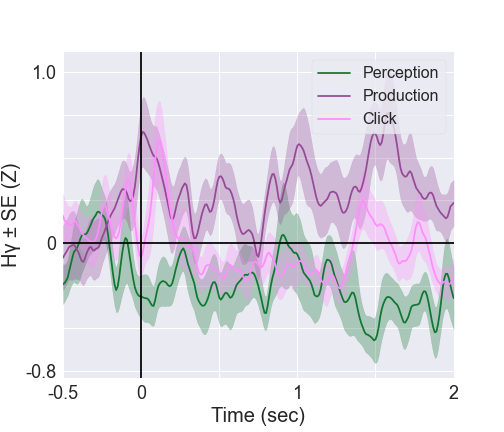 Perception
Production
Click
1.0
0
-0.8
Hγ ± SE (Z)
-0.5
0
1
2
Time (sec)